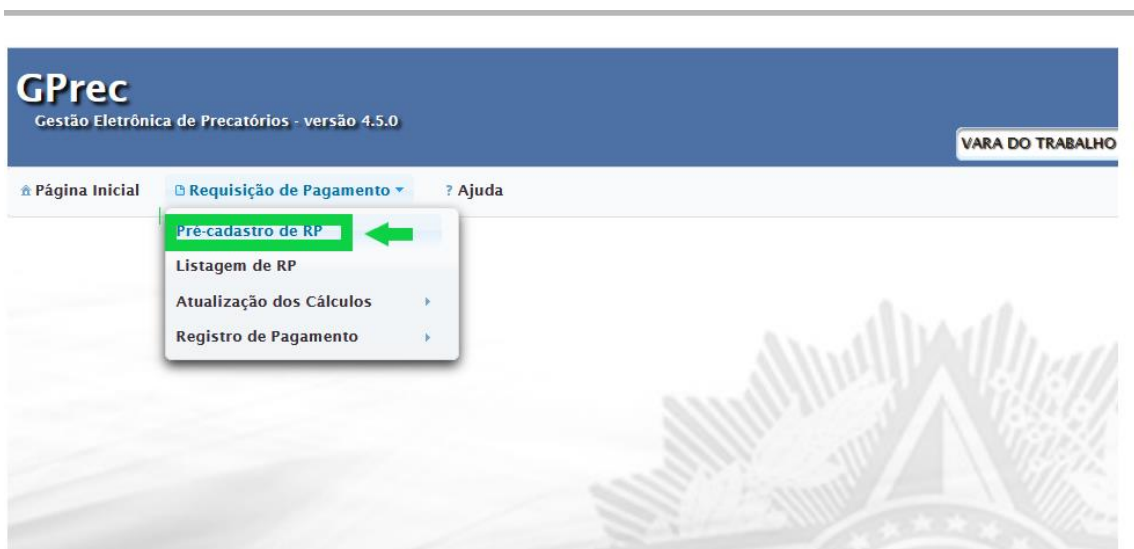 GPrec
Gestão Eletrônica de Precatórios - versão 4.5.0
VARA DO TRABALHO
Página Inicial Requisição de Pagamento ? Ajuda
Pré-cadastro de RP
Listagem de RP
Atualização dos Cálculos
Registro de Pagamento